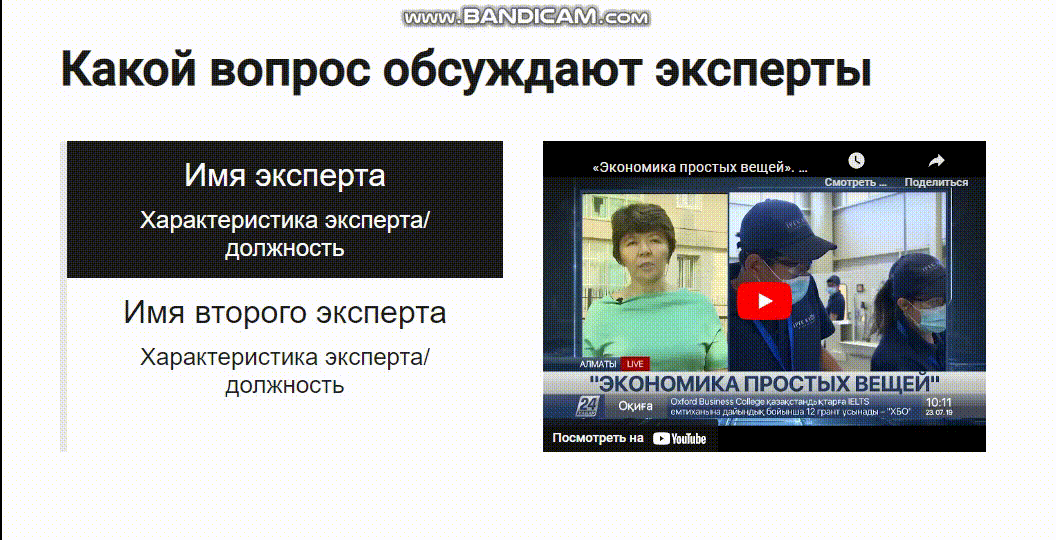 www.BANDICAM.com
Какой вопрос обсуждают эксперты
Имя эксперта
Характеристика эксперта/
должность
Имя второго эксперта
Характеристика эксперта/
должность
«Экономика простых вещей». ...
Смотреть ...
Поделиться
АЛМАТЫ LIVE
"ЭКОНОМИКА ПРОСТЫХ ВЕЩЕЙ"
24
Оқиға
Oxford Business College қазақстандықтарға IELTS
емтиханына дайындық бойынша 12 грант ұсынады – "ХБО"
10:11
23.07.19
Посмотреть на YouTube